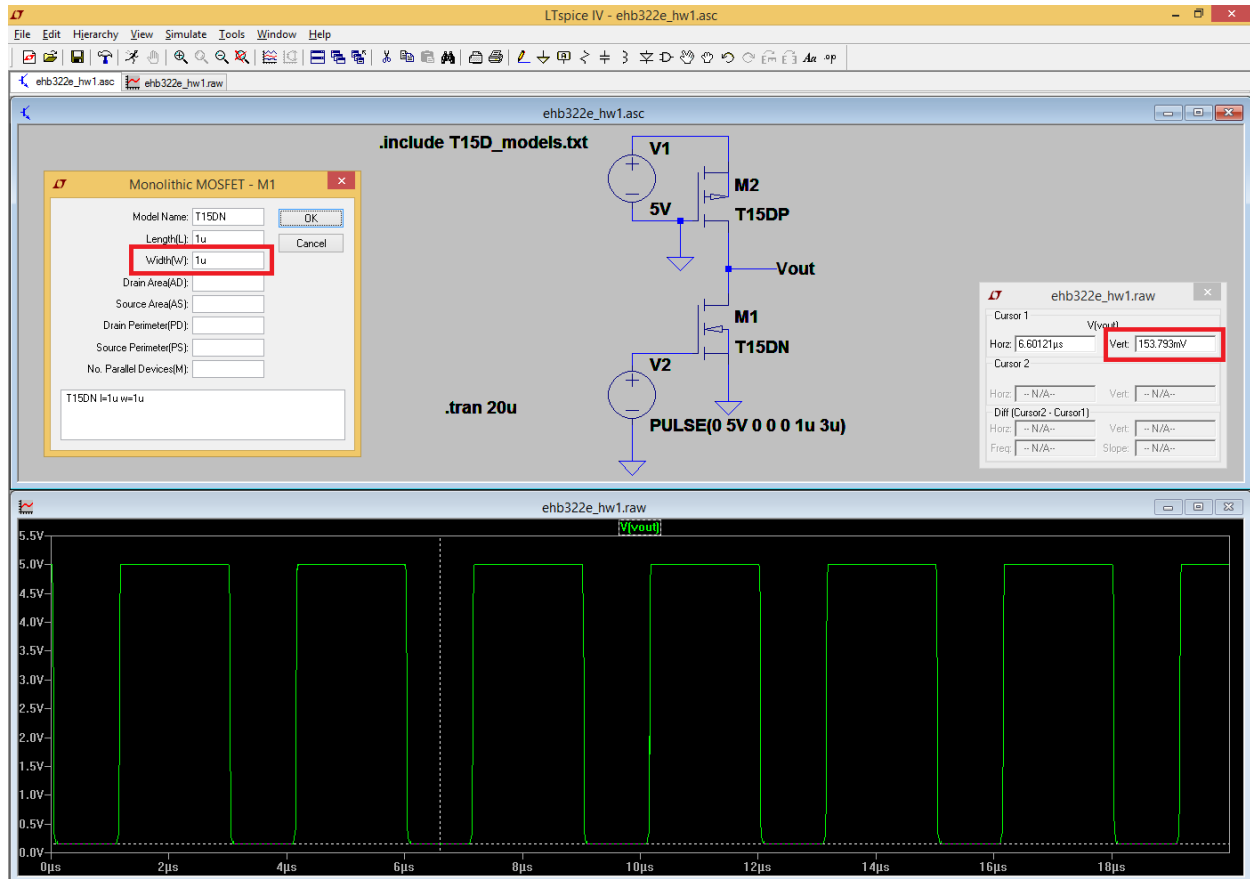 LTspice IV - ehb322e_hw1.asc
File Edit Hierarchy View Simulate Tools Window Help
ehb322e_hw1.asc ehb322e_hw1.raw
ehb322e_hw1.asc
.include T15D_models.txt
V1
5V
M2
T15DP
Vout
M1
T15DN
V2
.tran 20u
PULSE(0 5V 0 0 0 1u 3u)
Monolithic MOSFET - M1
Model Name: T15DN
OK
Length(L): 1u
Cancel
Width(W): 1u
Drain Area(AD):
Source Area(AS):
Drain Perimeter(PD):
Source Perimeter(PS):
No. Parallel Devices(M):
T15DN l=1u w=1u
ehb322e_hw1.raw
Cursor 1
V(vout)
Horz: 6.60121µs Vert: 153.793mV
Cursor 2
Horz: -- N/A-- Vert: -- N/A--
Diff (Cursor2 - Cursor1)
Horz: -- N/A-- Vert: -- N/A--
Freq: -- N/A-- Slope: -- N/A--
ehb322e_hw1.raw
V(vout)
5.5V
5.0V
4.5V
4.0V
3.5V
3.0V
2.5V
2.0V
1.5V
1.0V
0.5V
0.0V
0µs 2µs 4µs 6µs 8µs 10µs 12µs 14µs 16µs 18µs